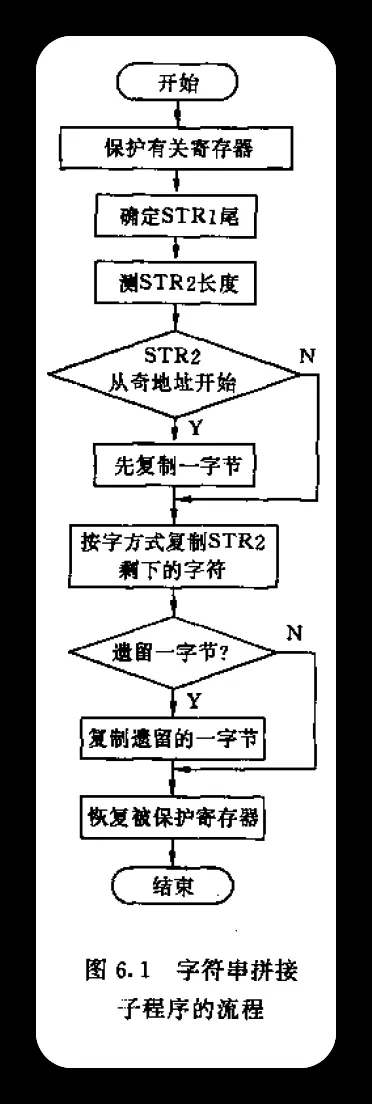 开始
保护有关寄存器
确定STR1尾
测STR2长度
STR2
从奇地址开始
N
Y
先复制一字节
按字方式复制STR2
剩下的字符
遗留一字节?
N
Y
复制遗留的一字节
恢复被保护寄存器
结束
图 6.1 字符串拼接
子程序的流程